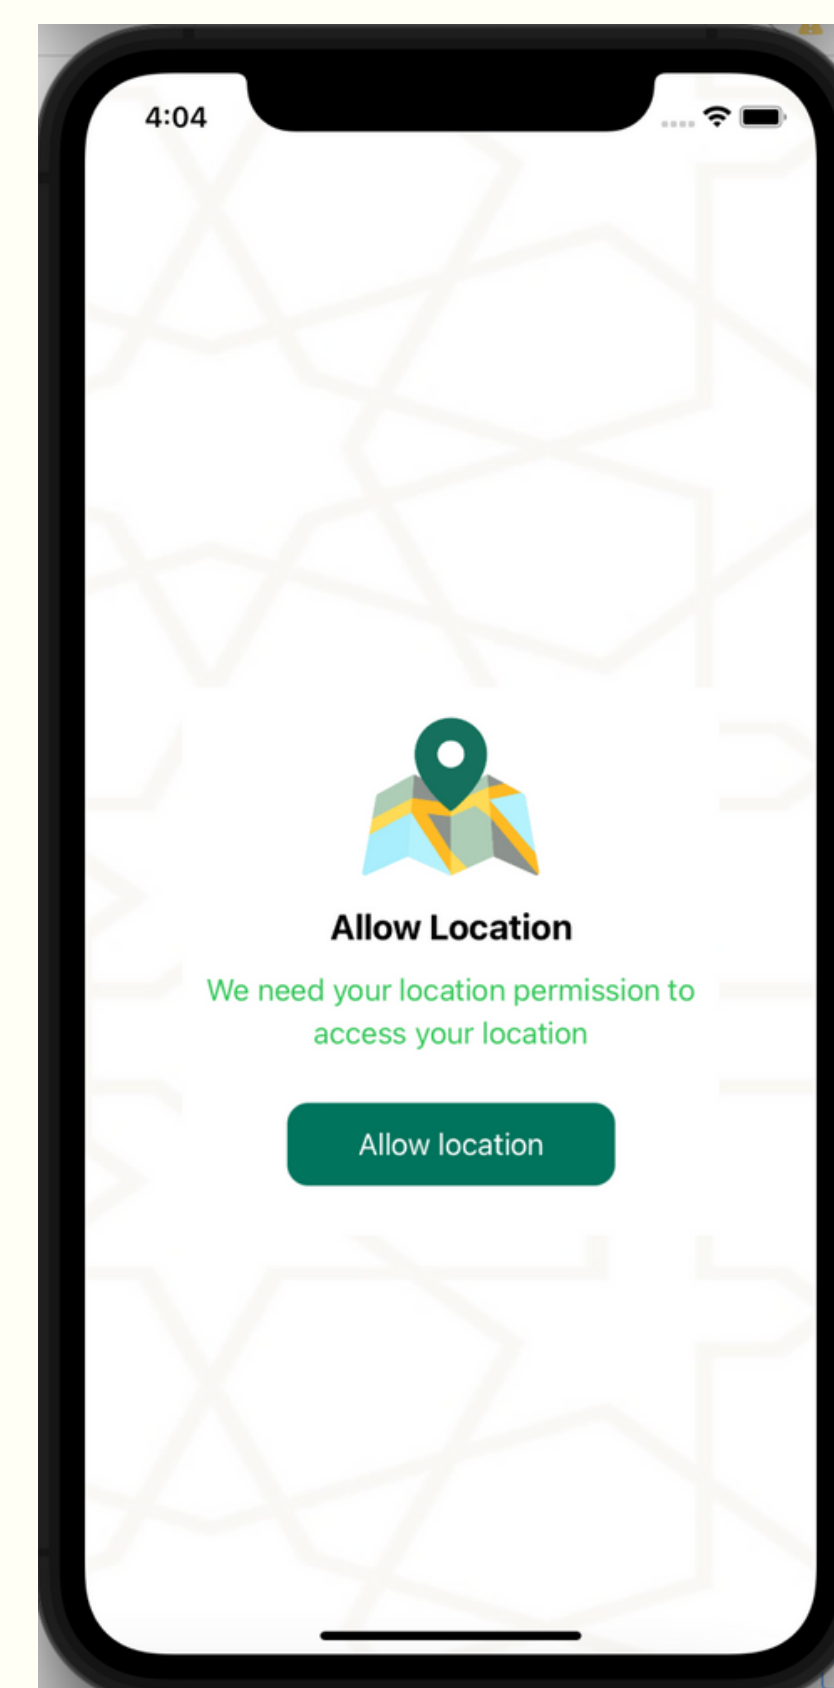 4:04
Allow Location
We need your location permission to
access your location
Allow location